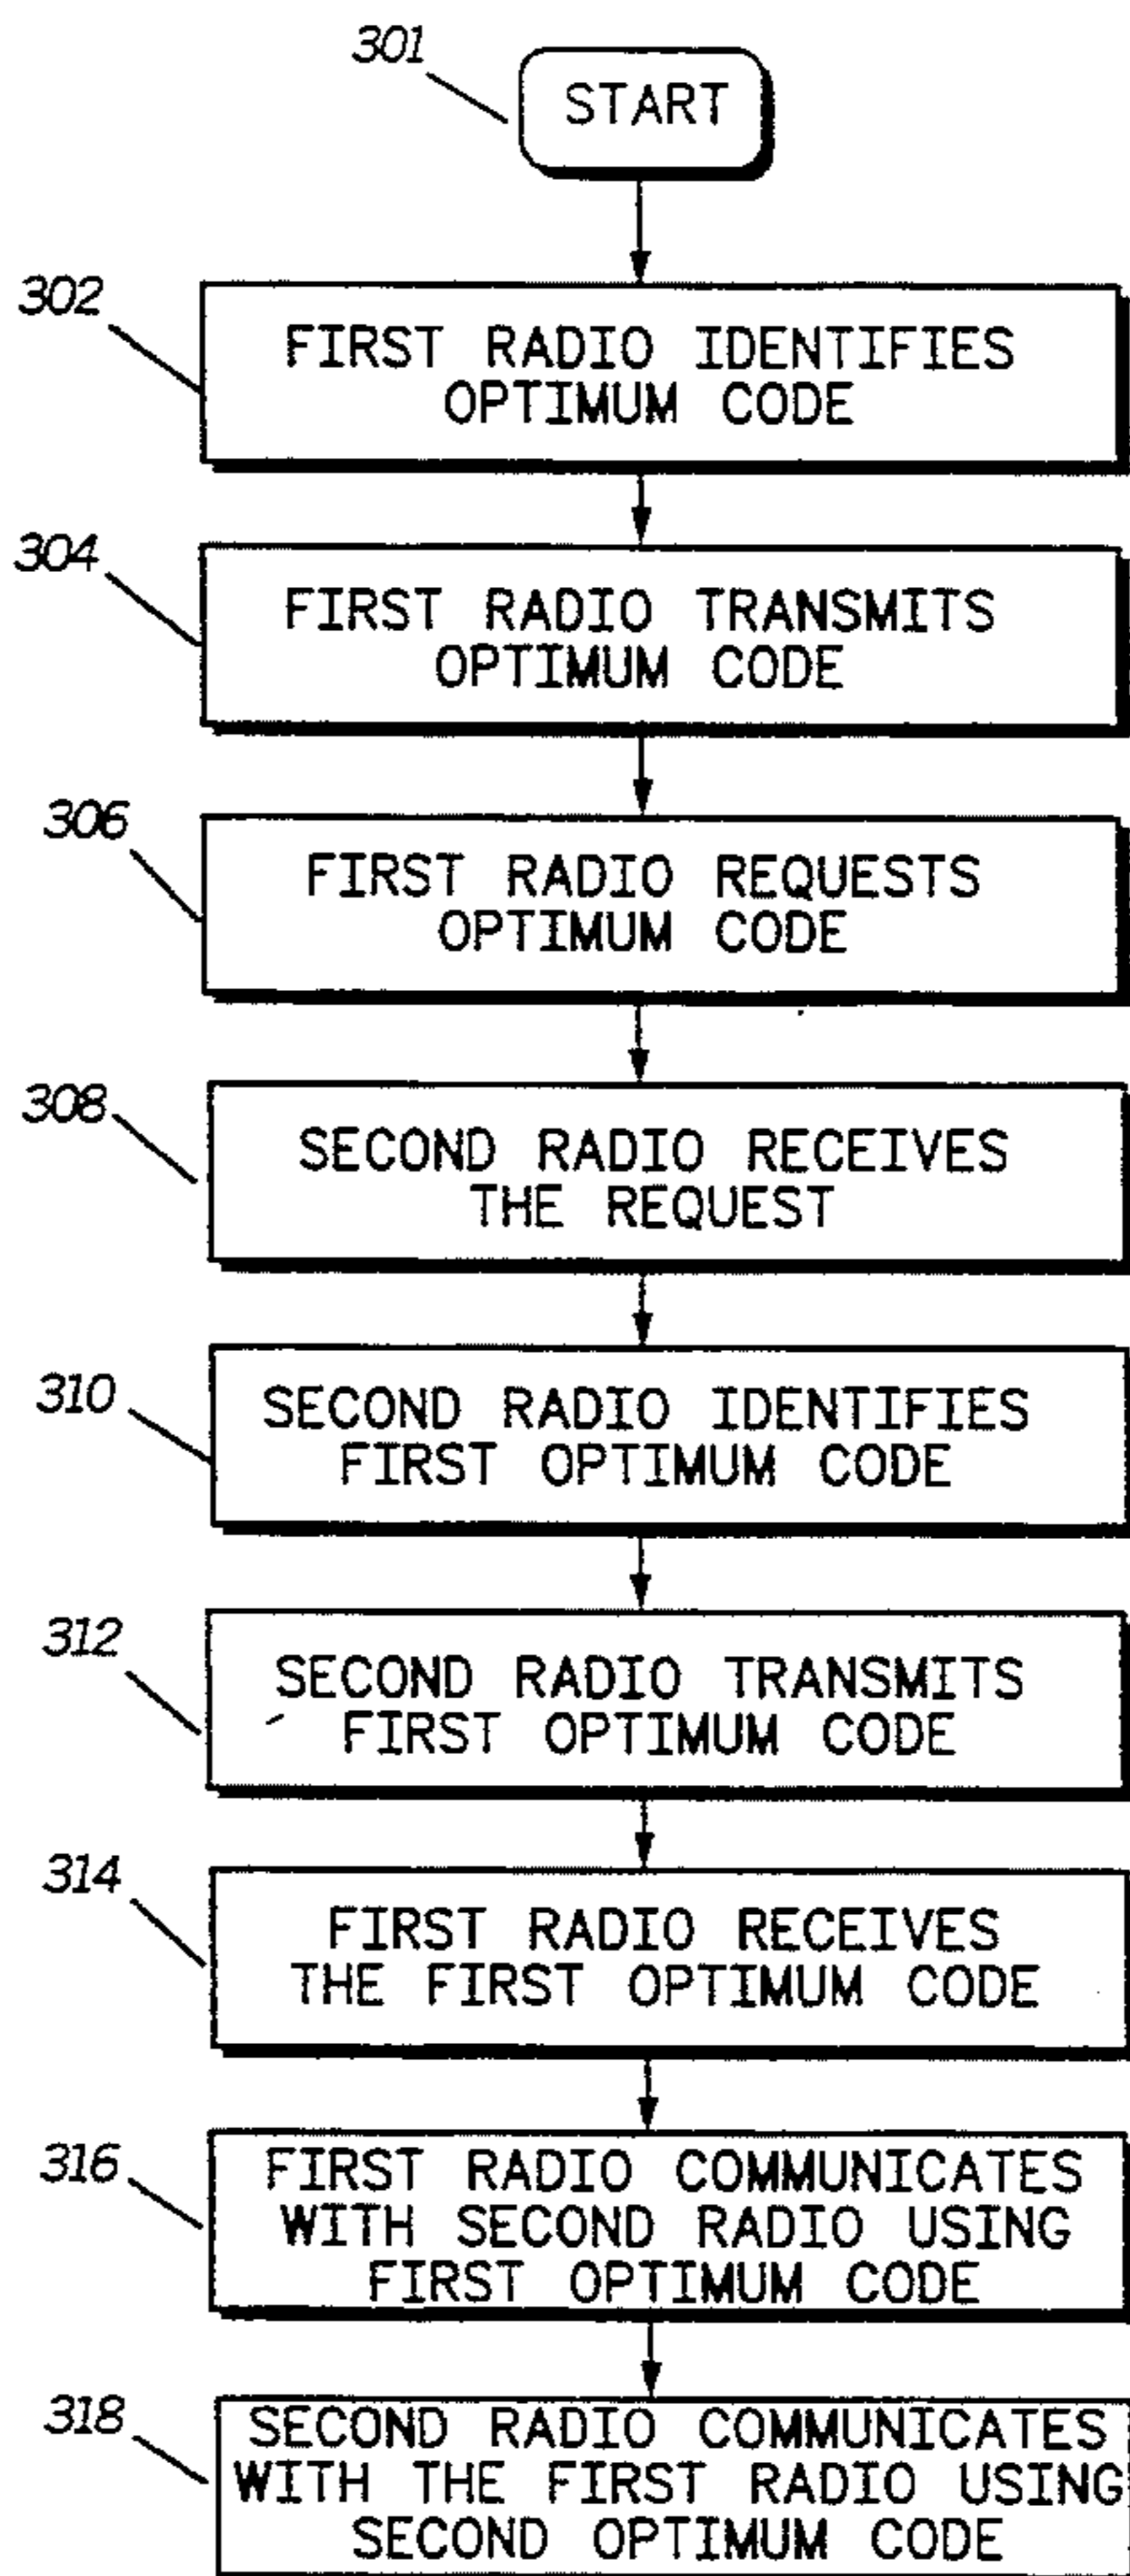 301
START
302
FIRST RADIO IDENTIFIES
OPTIMUM CODE
304
FIRST RADIO TRANSMITS
OPTIMUM CODE
306
FIRST RADIO REQUESTS
OPTIMUM CODE
308
SECOND RADIO RECEIVES
THE REQUEST
310
SECOND RADIO IDENTIFIES
FIRST OPTIMUM CODE
312
SECOND RADIO TRANSMITS
FIRST OPTIMUM CODE
314
FIRST RADIO RECEIVES
THE FIRST OPTIMUM CODE
316
FIRST RADIO COMMUNICATES
WITH SECOND RADIO USING
FIRST OPTIMUM CODE
318
SECOND RADIO COMMUNICATES
WITH THE FIRST RADIO USING
SECOND OPTIMUM CODE